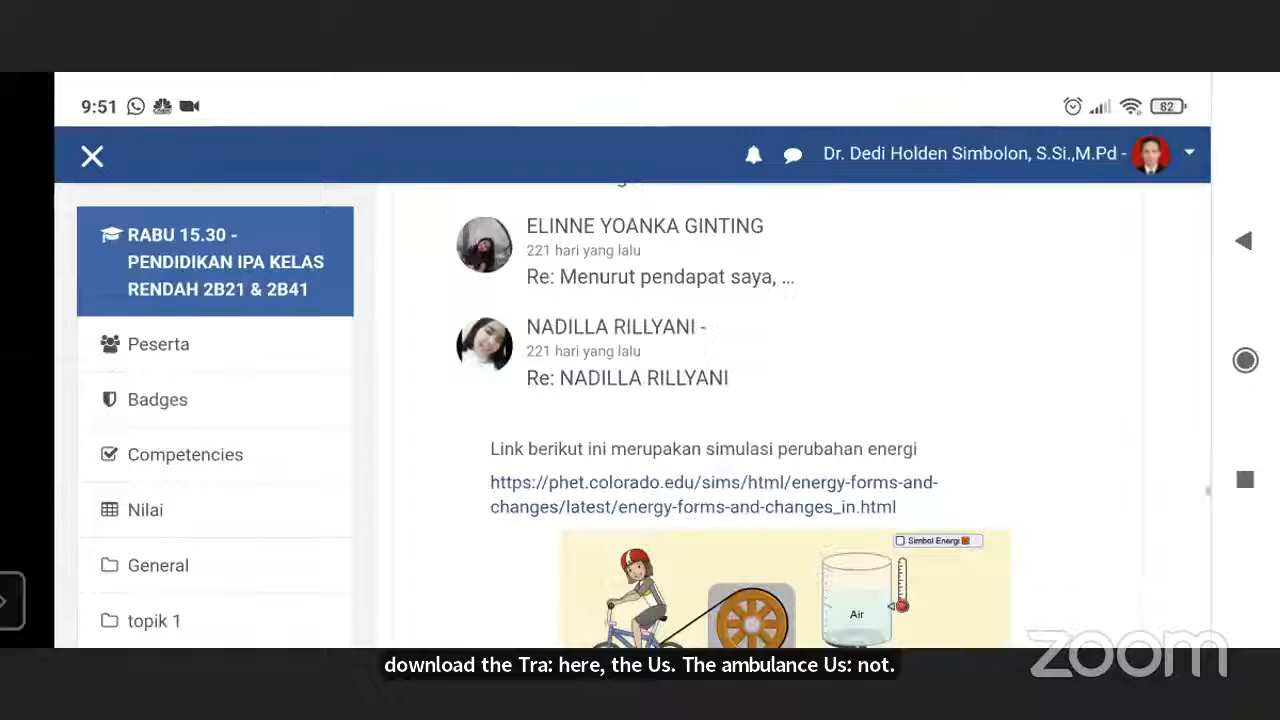 9:51
82
Dr. Dedi Holden Simbolon, S.Si.,M.Pd -
RABU 15.30 -
PENDIDIKAN IPA KELAS
RENDAH 2B21 & 2B41
Peserta
Badges
Competencies
Nilai
General
topik 1
ELINNE YOANKA GINTING
221 hari yang lalu
Re: Menurut pendapat saya, ...
NADILLA RILLYANI -
221 hari yang lalu
Re: NADILLA RILLYANI
Link berikut ini merupakan simulasi perubahan energi
https://phet.colorado.edu/sims/html/energy-forms-and-
changes/latest/energy-forms-and-changes_in.html
Simbol Energi
Air
zoom
download the Tra: here, the Us. The ambulance Us: not.